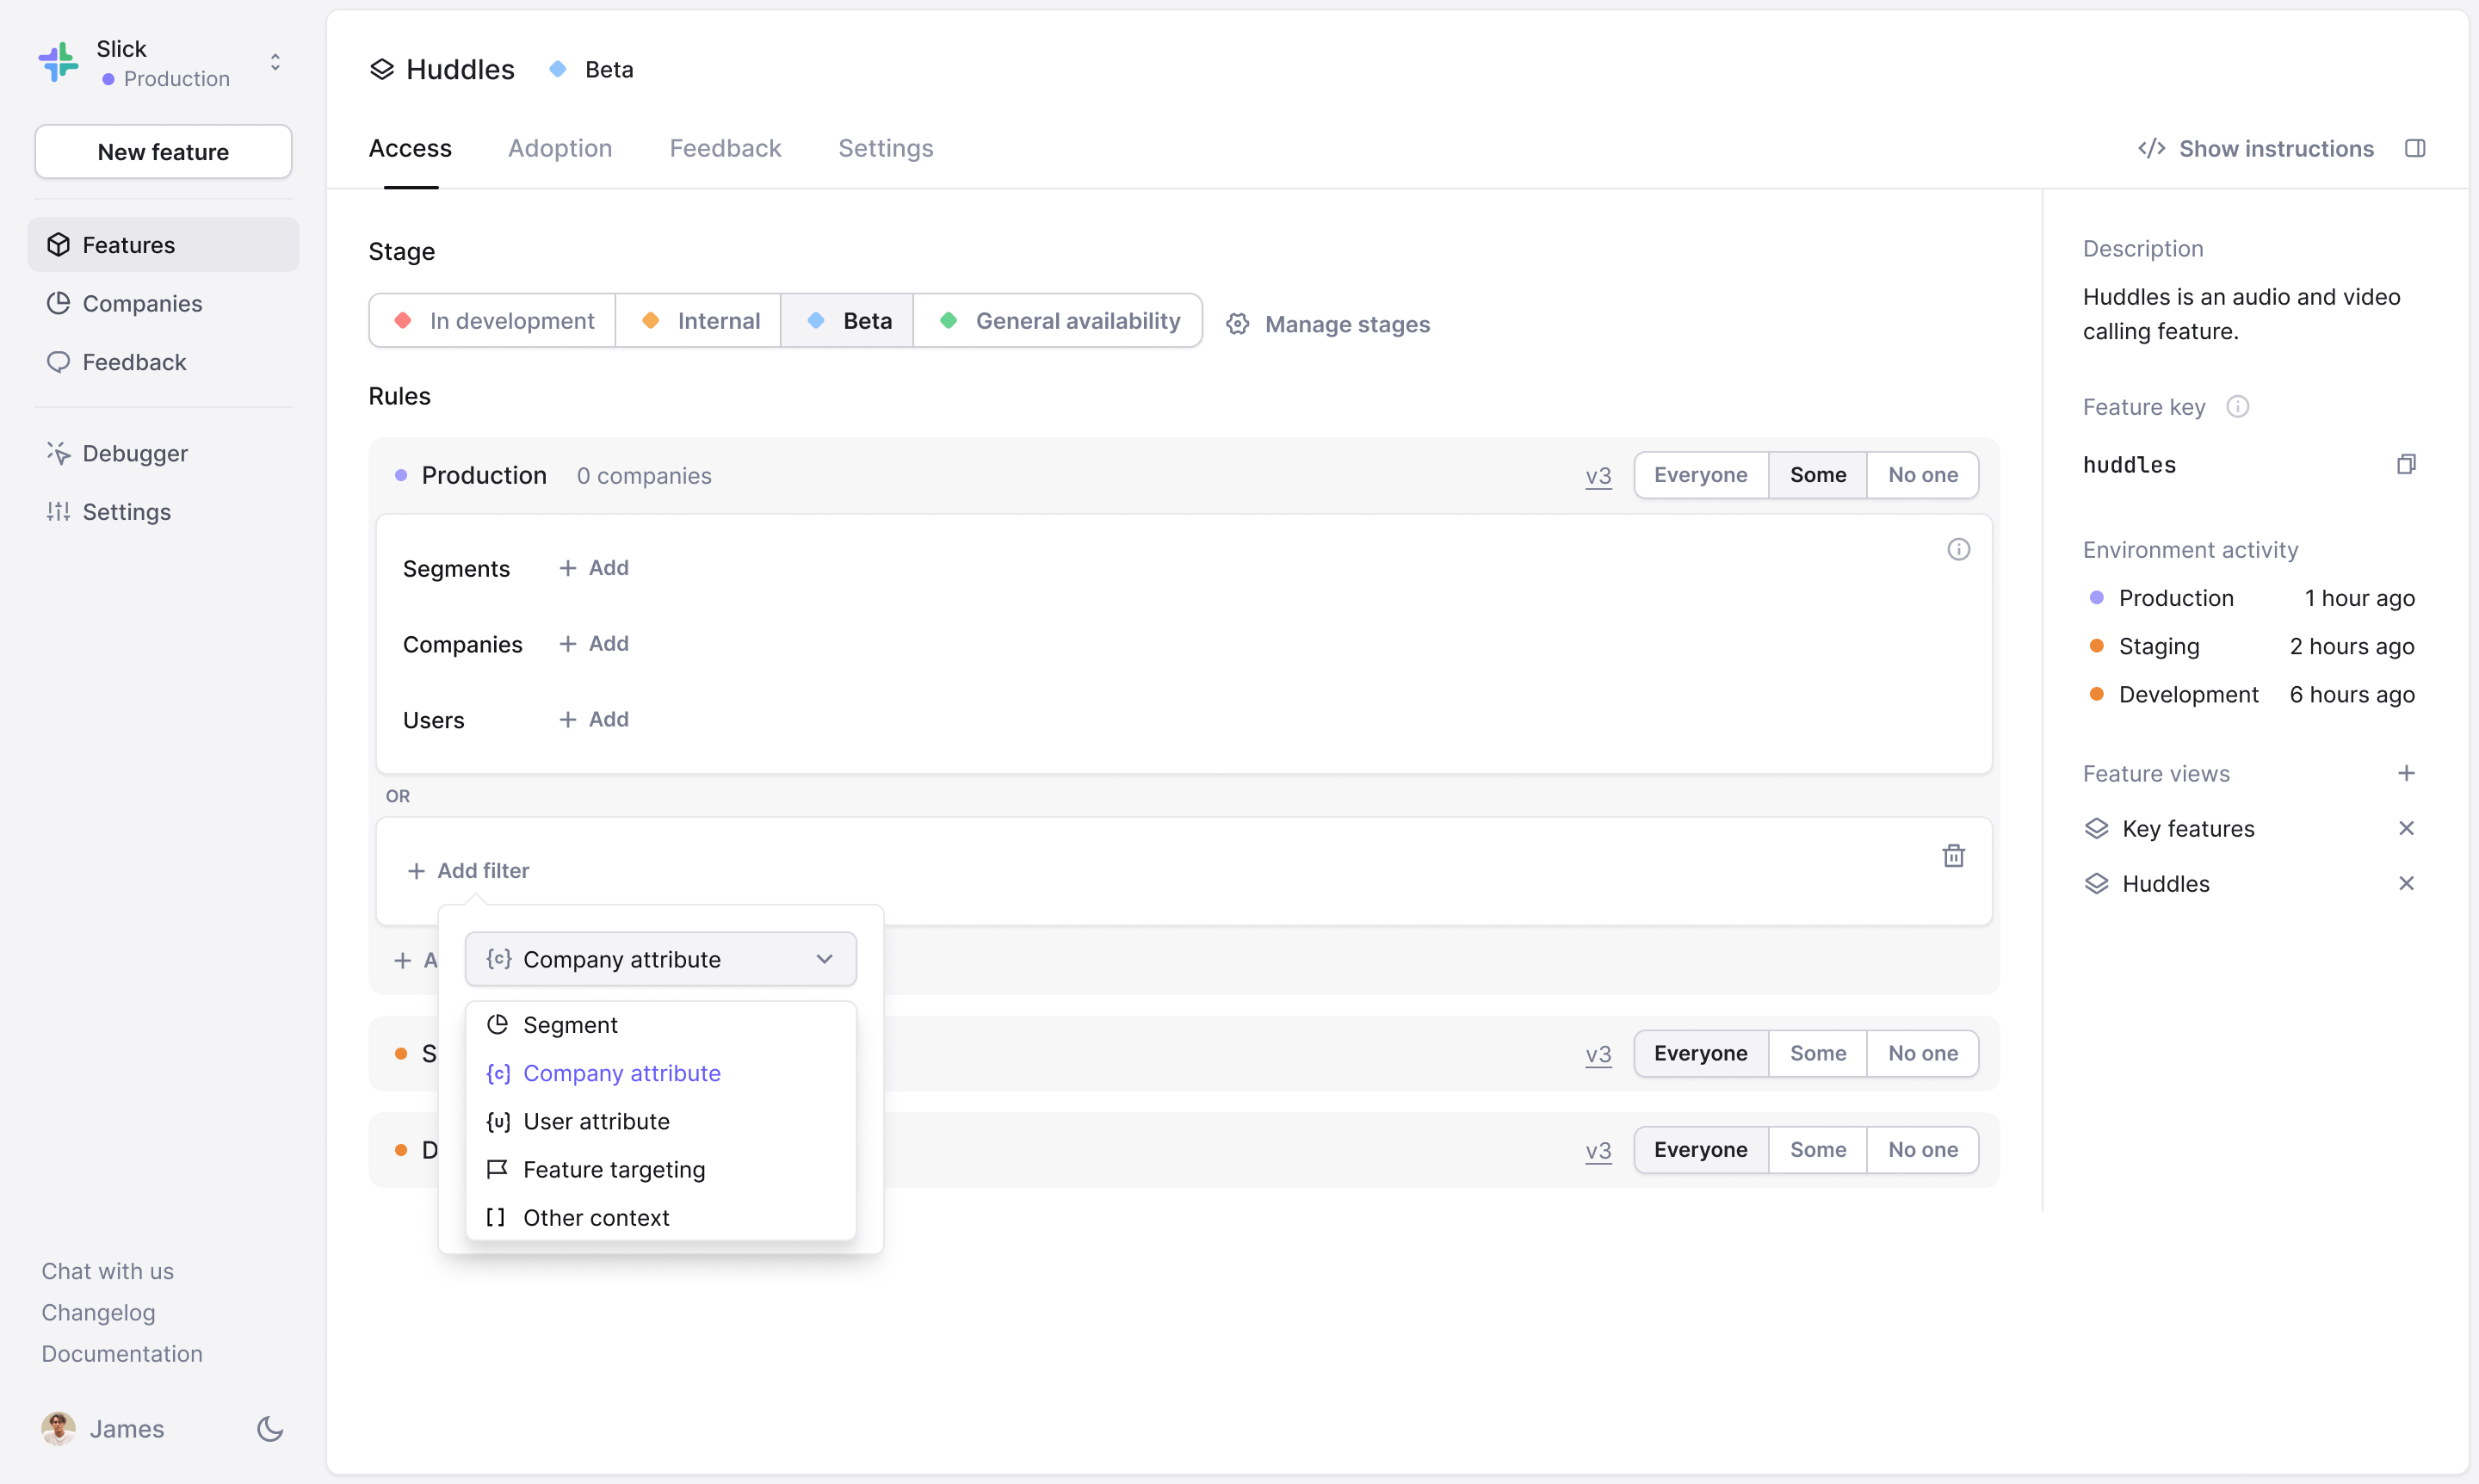 Slick
Production
New feature
Features
Companies
Feedback
Debugger
Settings
Chat with us
Changelog
Documentation
James
Huddles Beta
Access Adoption Feedback Settings
</> Show instructions
Stage
In development Internal Beta General availability Manage stages
Rules
Production 0 companies v3 Everyone Some No one
Segments + Add
Companies + Add
Users + Add
OR
+ Add filter
+ A
{c} Company attribute
Segment
{c} Company attribute
{u} User attribute
Feature targeting
[ ] Other context
S v3 Everyone Some No one
D v3 Everyone Some No one
Description
Huddles is an audio and video
calling feature.
Feature key
huddles
Environment activity
Production 1 hour ago
Staging 2 hours ago
Development 6 hours ago
Feature views +
Key features
Huddles